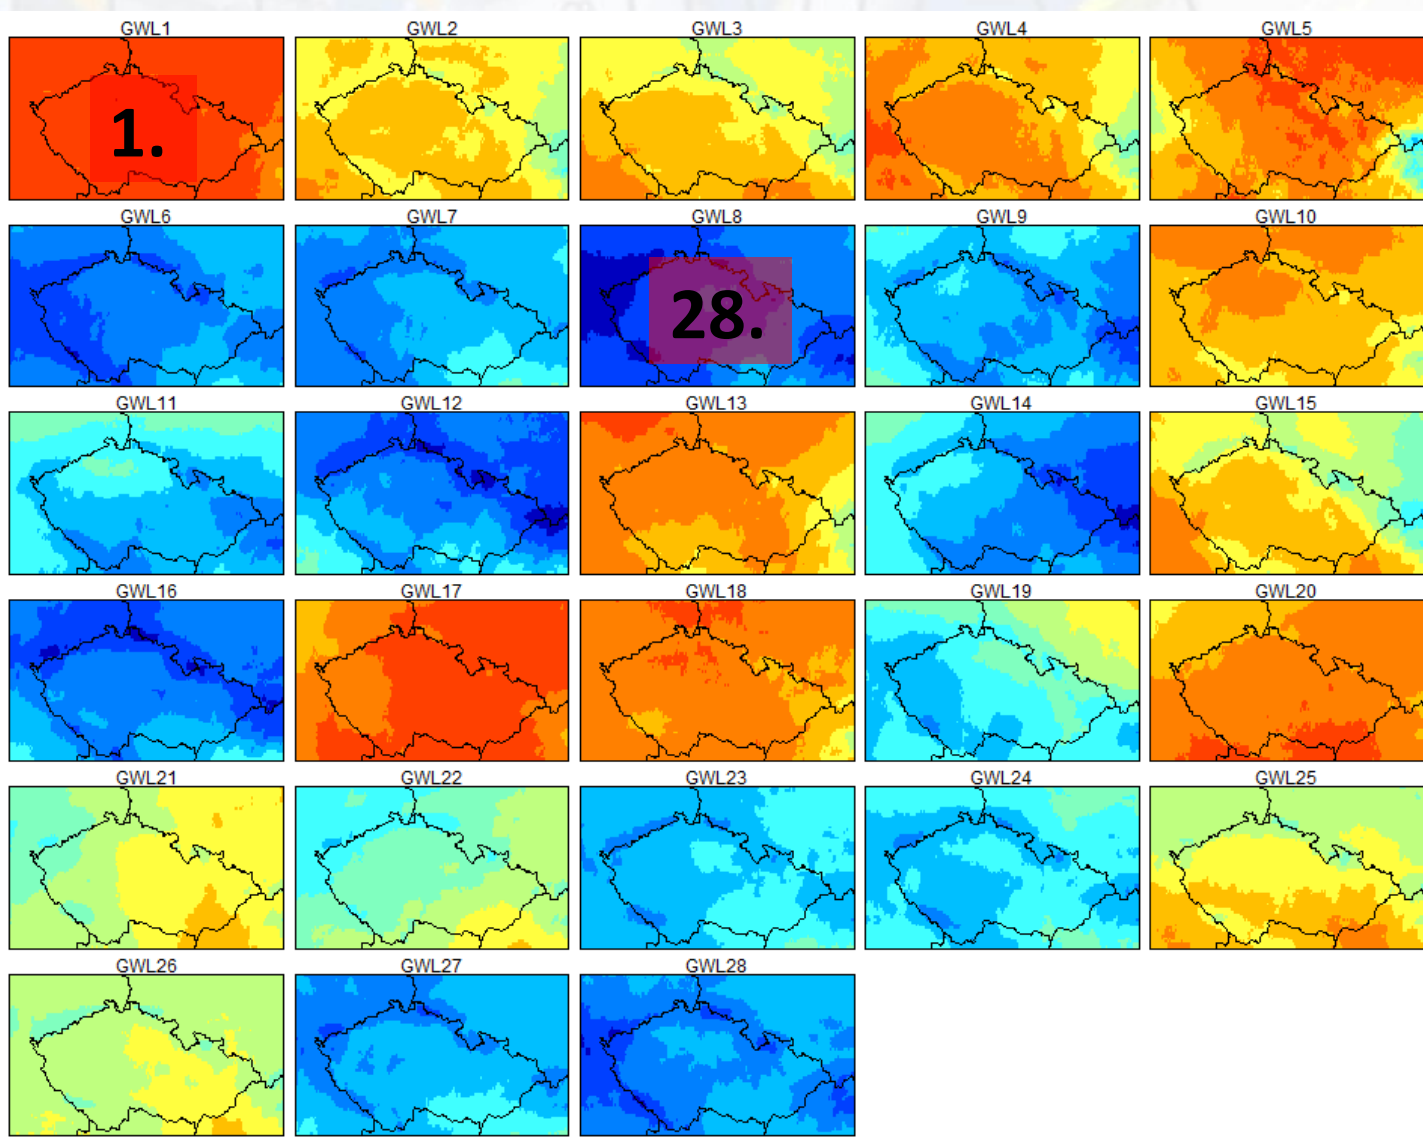 GWL1 GWL2 GWL3 GWL4 GWL5
1.
GWL6 GWL7 GWL8 GWL9 GWL10
28.
GWL11 GWL12 GWL13 GWL14 GWL15
GWL16 GWL17 GWL18 GWL19 GWL20
GWL21 GWL22 GWL23 GWL24 GWL25
GWL26 GWL27 GWL28